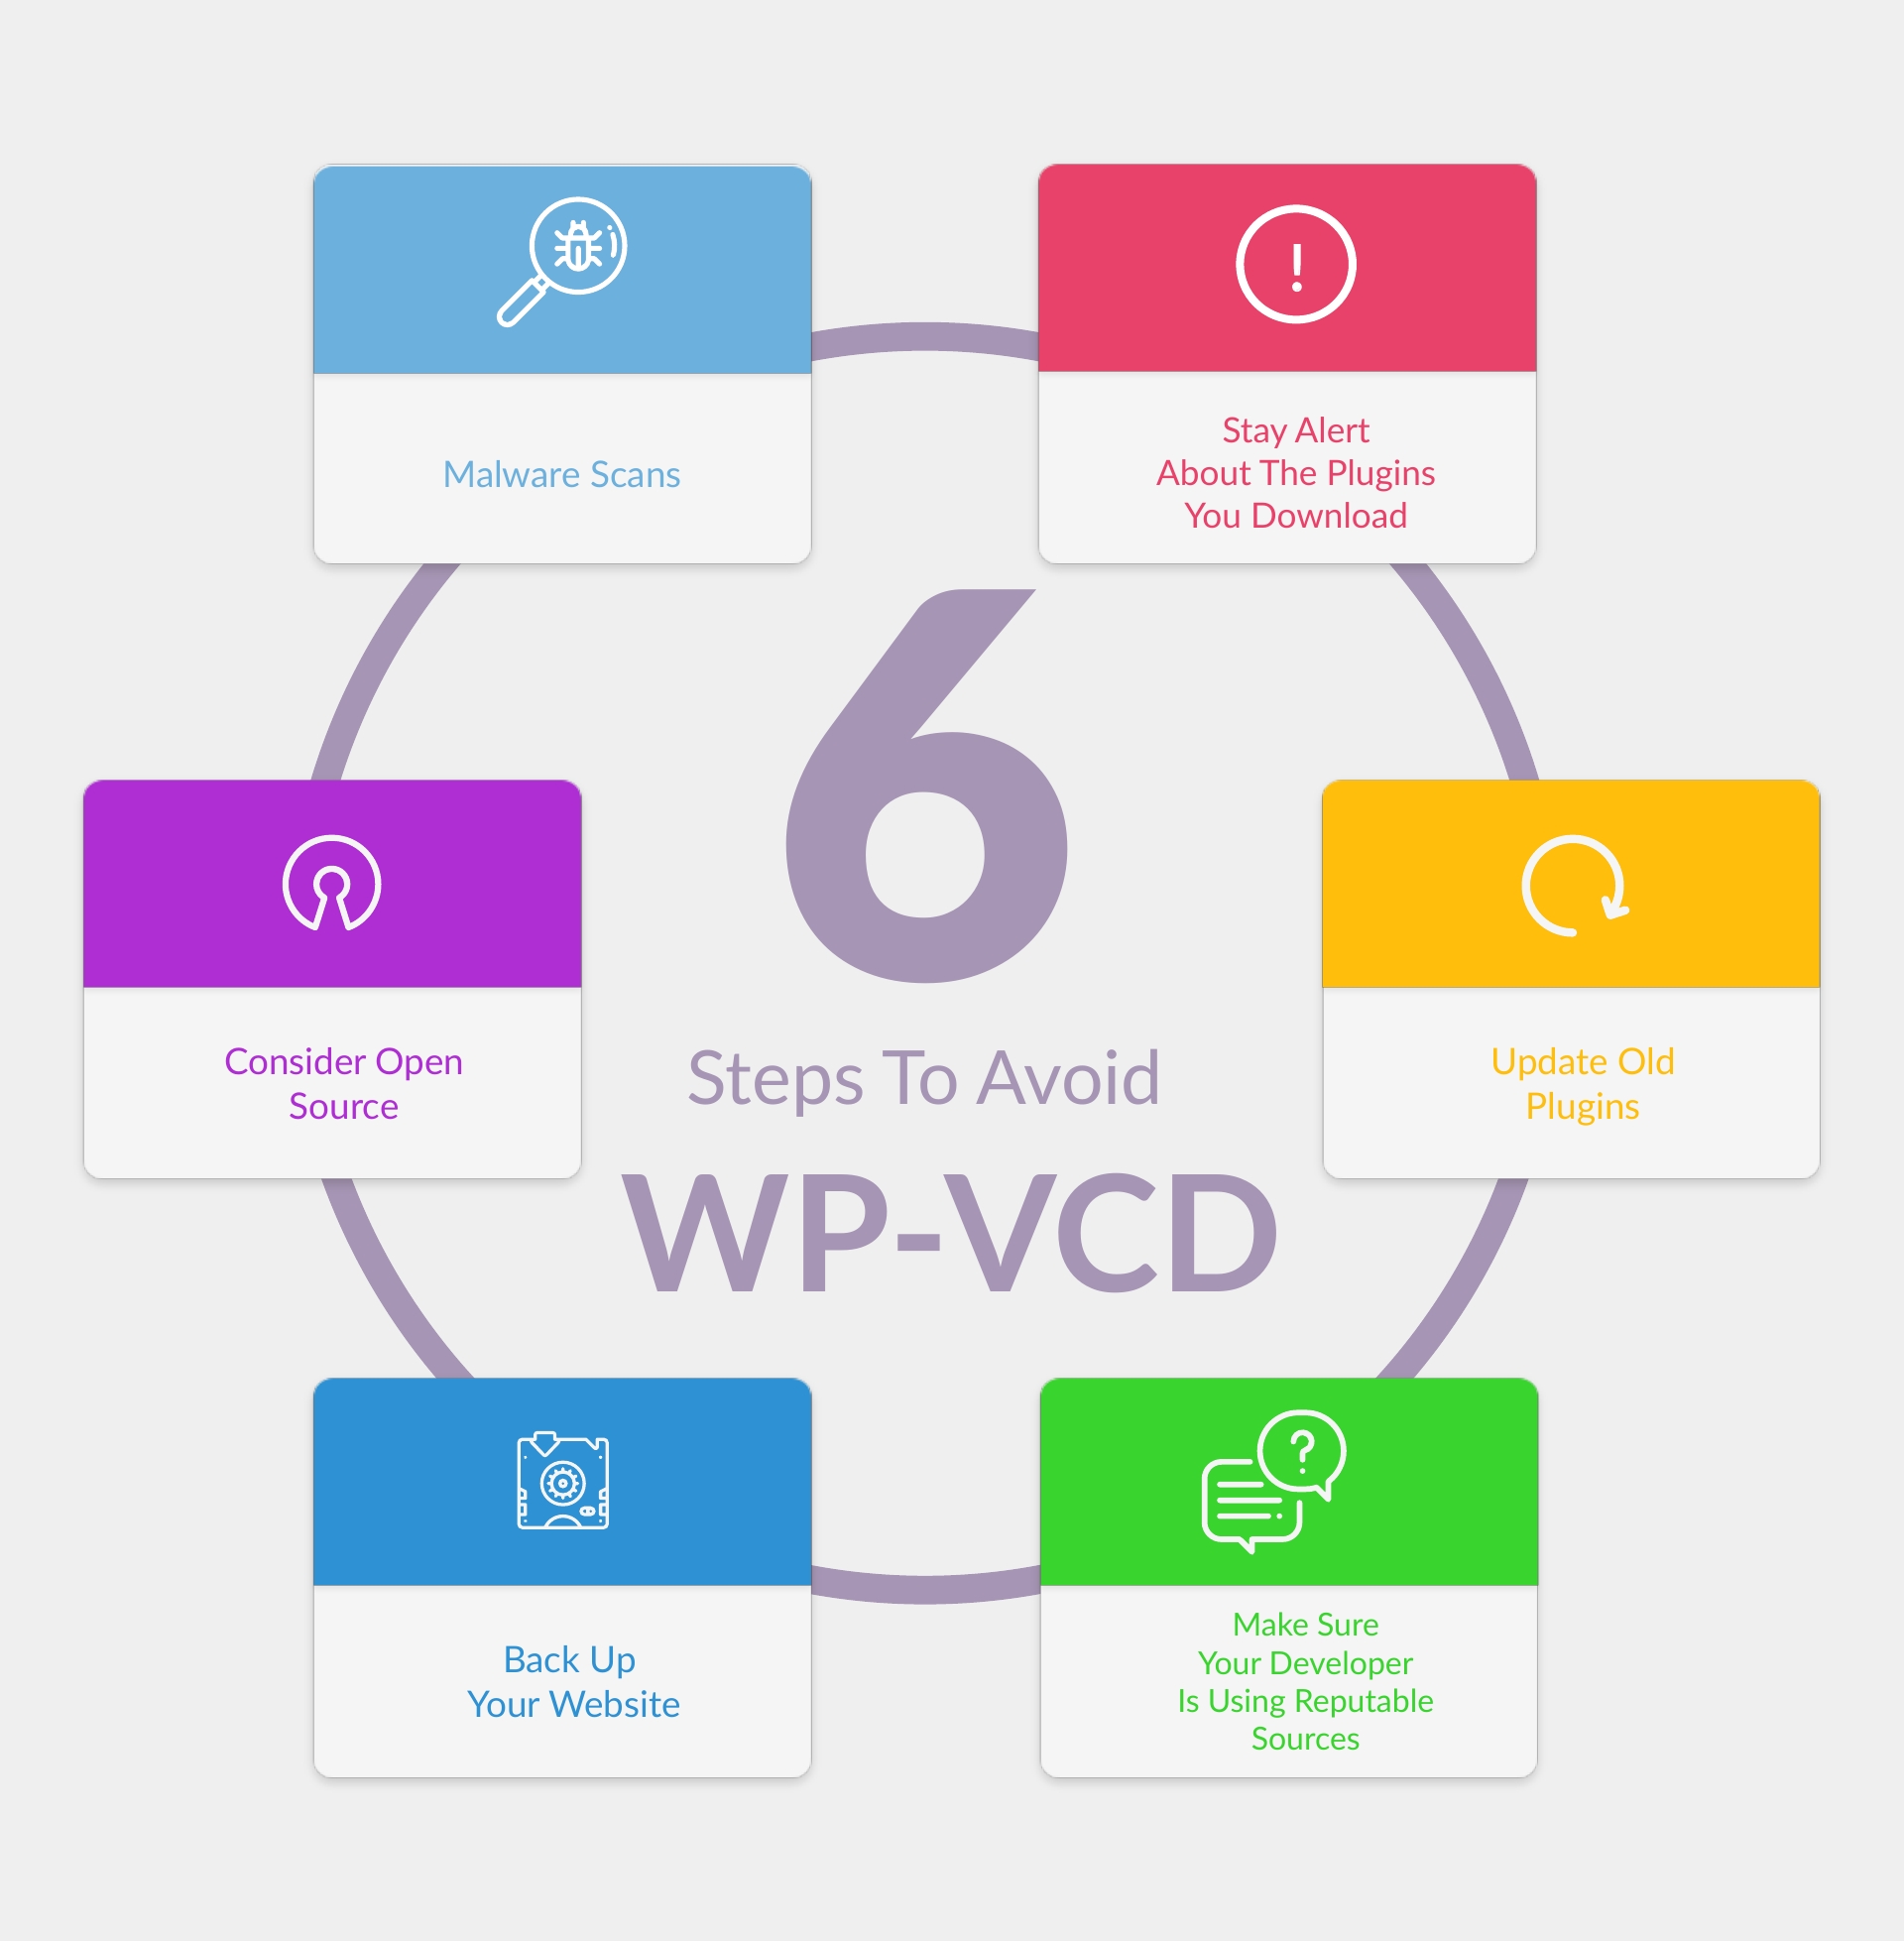 Malware Scans
!
Stay Alert
About The Plugins
You Download
6
Steps To Avoid
WP-VCD
Consider Open
Source
Update Old
Plugins
Back Up
Your Website
?
Make Sure
Your Developer
Is Using Reputable
Sources